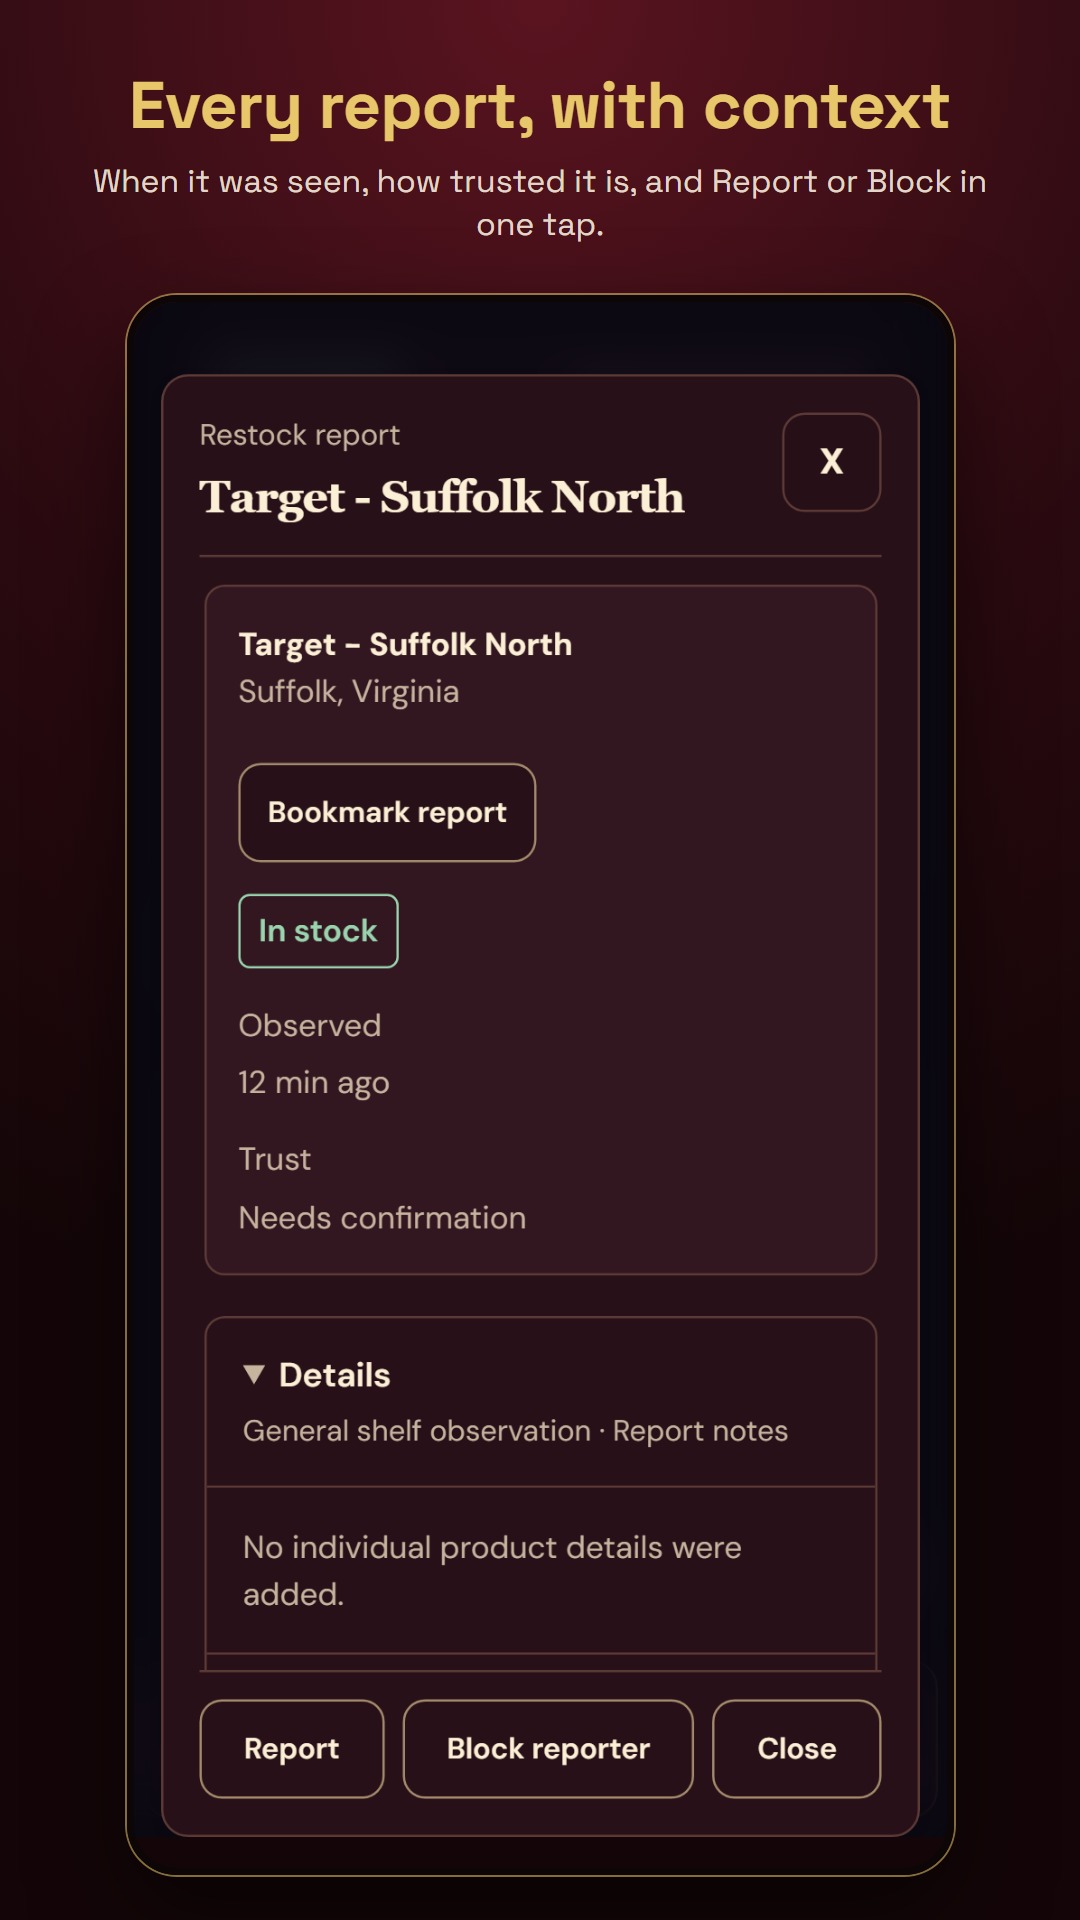 Every report, with context
When it was seen, how trusted it is, and Report or Block in
one tap.
Restock report
X
Target - Suffolk North
Target – Suffolk North
Suffolk, Virginia
Bookmark report
In stock
Observed
12 min ago
Trust
Needs confirmation
▼ Details
General shelf observation · Report notes
No individual product details were
added.
Report
Block reporter
Close